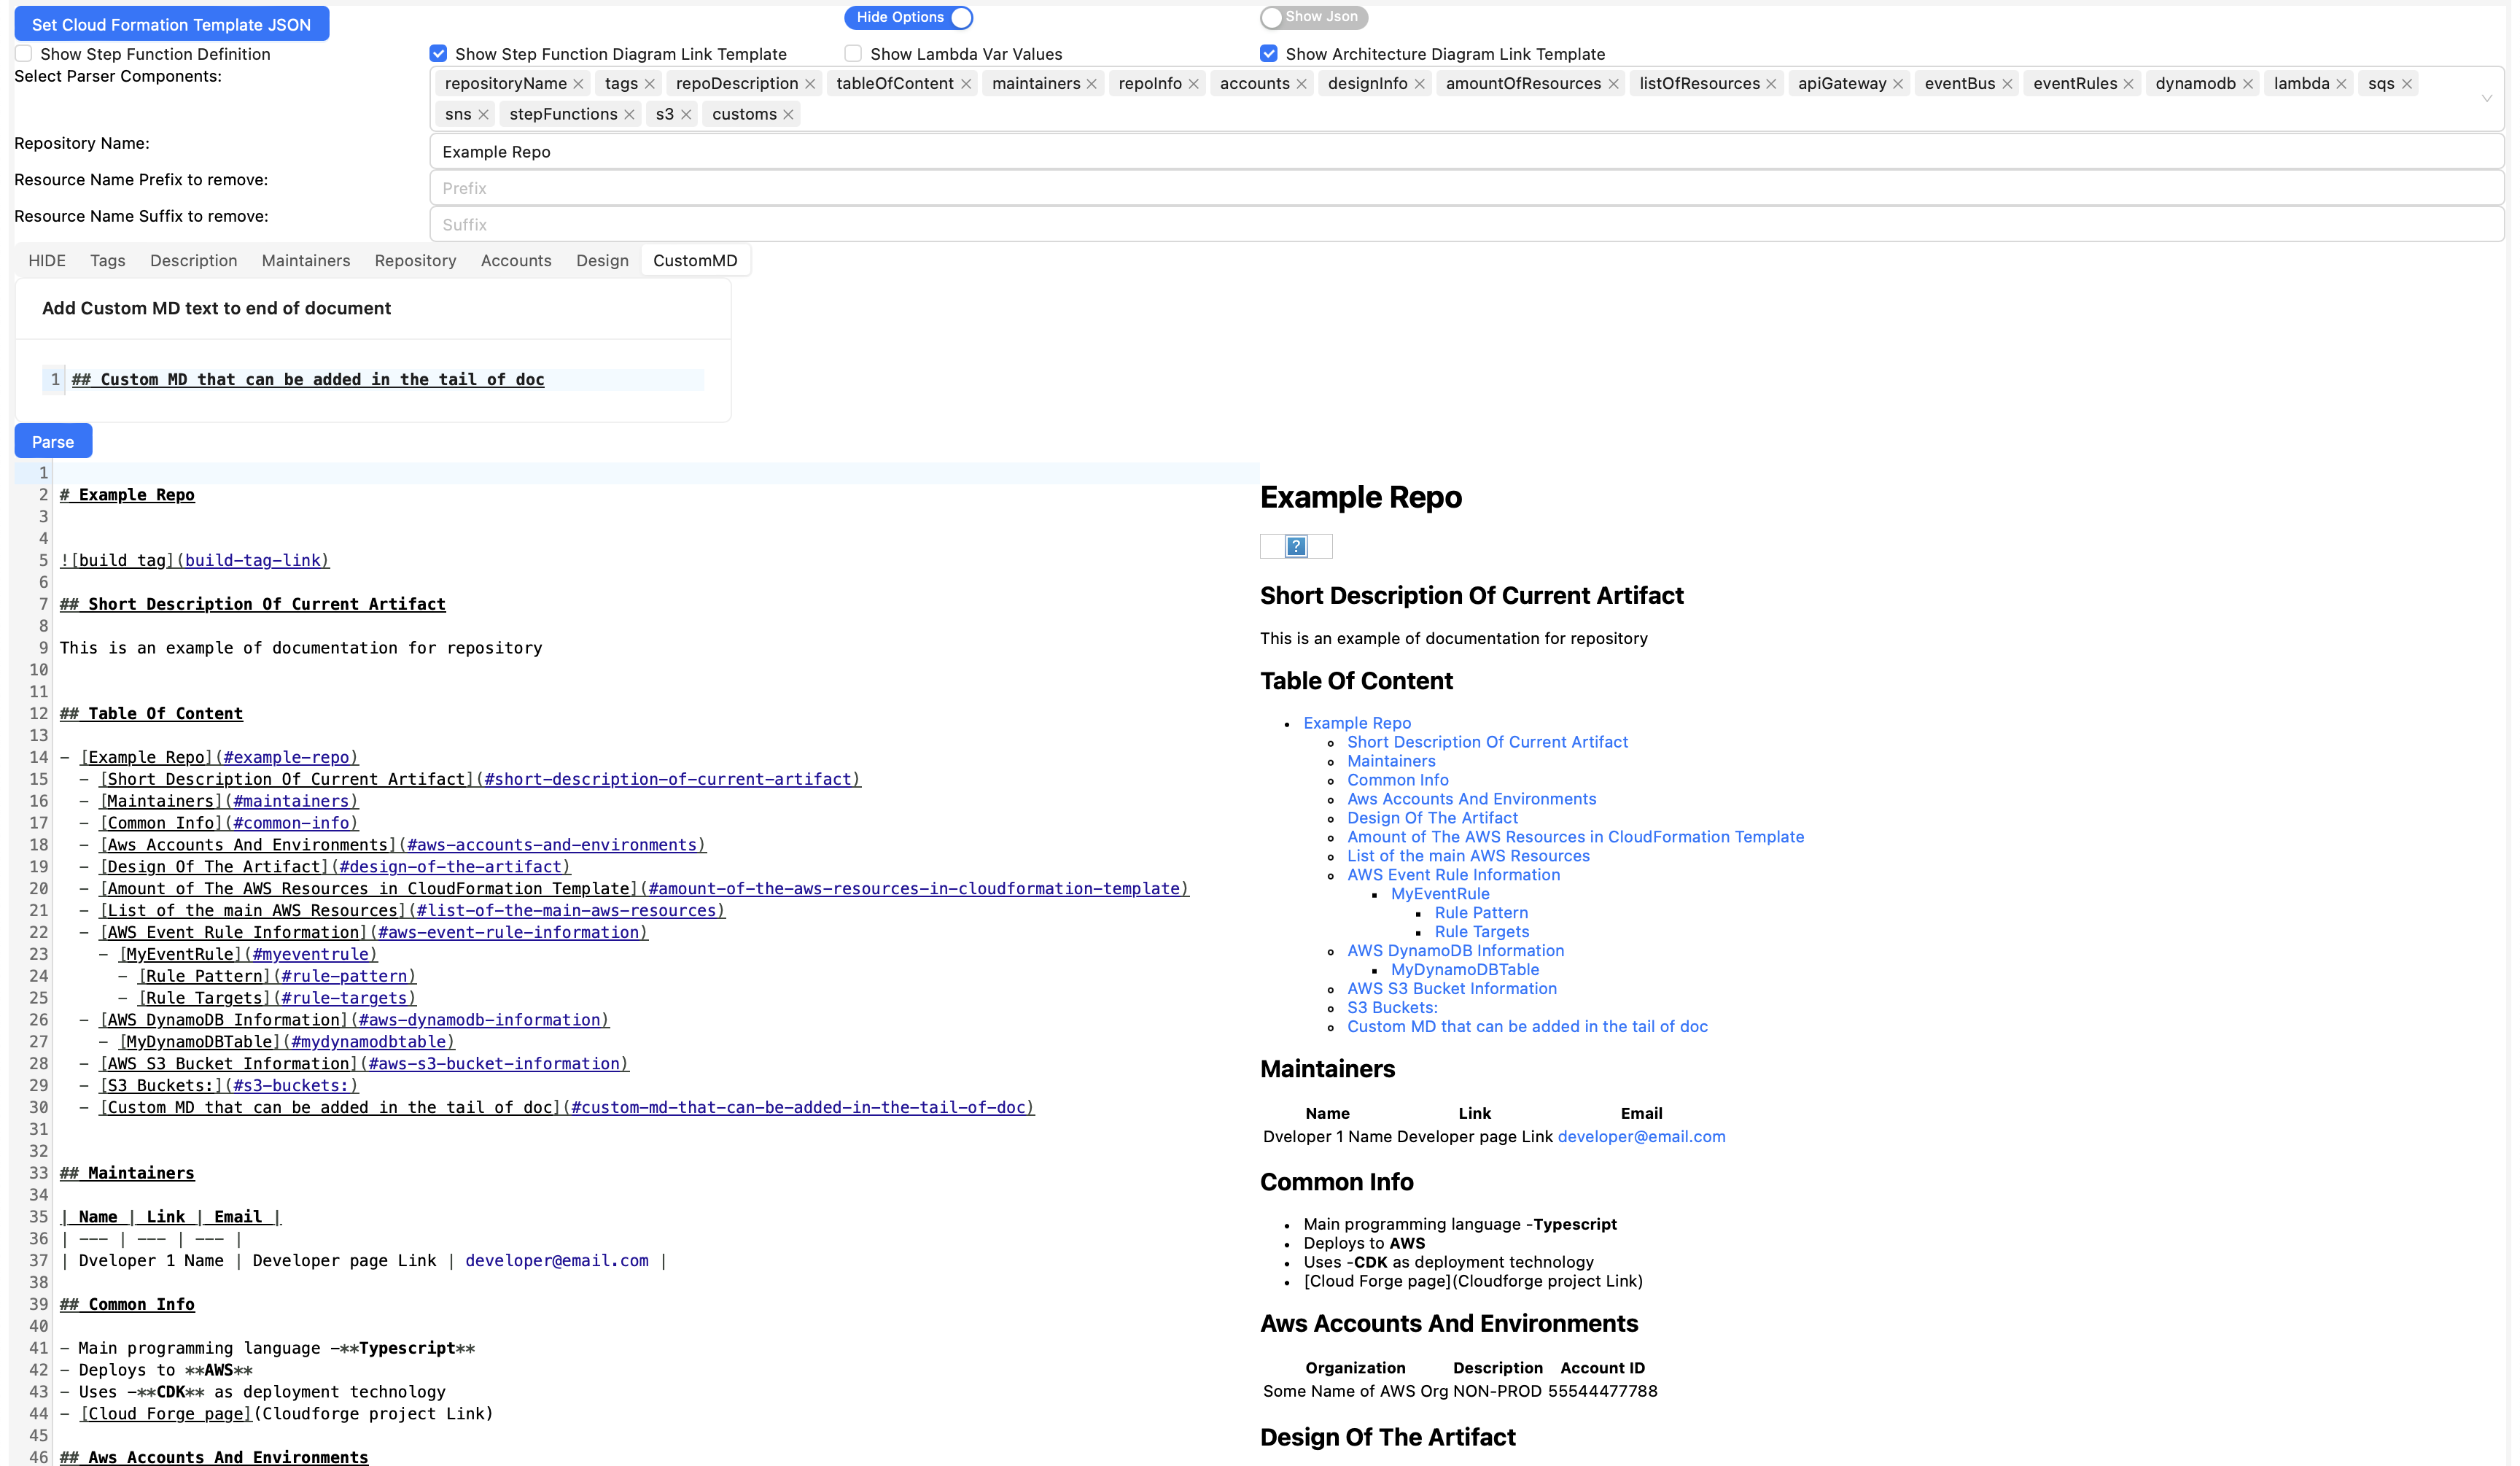 Set Cloud Formation Template JSON
Hide Options
Show Json
Show Step Function Definition
Show Step Function Diagram Link Template
Show Lambda Var Values
Show Architecture Diagram Link Template
Select Parser Components:
repositoryName × tags × repoDescription × tableOfContent × maintainers × repoInfo × accounts × designInfo × amountOfResources × listOfResources × apiGateway × eventBus × eventRules × dynamodb × lambda × sqs ×
sns × stepFunctions × s3 × customs ×
Repository Name:
Example Repo
Resource Name Prefix to remove:
Prefix
Resource Name Suffix to remove:
Suffix
HIDE Tags Description Maintainers Repository Accounts Design CustomMD
Add Custom MD text to end of document
1 ## Custom MD that can be added in the tail of doc
Parse
1
2 # Example Repo
3
4
5 ![build tag](build-tag-link)
6
7 ## Short Description Of Current Artifact
8
9 This is an example of documentation for repository
10
11
12 ## Table Of Content
13
14 - [Example Repo](#example-repo)
15   - [Short Description Of Current Artifact](#short-description-of-current-artifact)
16   - [Maintainers](#maintainers)
17   - [Common Info](#common-info)
18   - [Aws Accounts And Environments](#aws-accounts-and-environments)
19   - [Design Of The Artifact](#design-of-the-artifact)
20   - [Amount of The AWS Resources in CloudFormation Template](#amount-of-the-aws-resources-in-cloudformation-template)
21   - [List of the main AWS Resources](#list-of-the-main-aws-resources)
22   - [AWS Event Rule Information](#aws-event-rule-information)
23     - [MyEventRule](#myeventrule)
24       - [Rule Pattern](#rule-pattern)
25       - [Rule Targets](#rule-targets)
26   - [AWS DynamoDB Information](#aws-dynamodb-information)
27     - [MyDynamoDBTable](#mydynamodbtable)
28   - [AWS S3 Bucket Information](#aws-s3-bucket-information)
29   - [S3 Buckets:](#s3-buckets:)
30   - [Custom MD that can be added in the tail of doc](#custom-md-that-can-be-added-in-the-tail-of-doc)
31
32
33 ## Maintainers
34
35 | Name | Link | Email |
36 | --- | --- | --- |
37 | Dveloper 1 Name | Developer page Link | developer@email.com |
38
39 ## Common Info
40
41 - Main programming language -**Typescript**
42 - Deploys to **AWS**
43 - Uses -**CDK** as deployment technology
44 - [Cloud Forge page](Cloudforge project Link)
45
46 ## Aws Accounts And Environments
Example Repo
?
Short Description Of Current Artifact
This is an example of documentation for repository
Table Of Content
Example Repo
Short Description Of Current Artifact
Maintainers
Common Info
Aws Accounts And Environments
Design Of The Artifact
Amount of The AWS Resources in CloudFormation Template
List of the main AWS Resources
AWS Event Rule Information
MyEventRule
Rule Pattern
Rule Targets
AWS DynamoDB Information
MyDynamoDBTable
AWS S3 Bucket Information
S3 Buckets:
Custom MD that can be added in the tail of doc
Maintainers
Name Link Email
Dveloper 1 Name Developer page Link developer@email.com
Common Info
Main programming language -Typescript
Deploys to AWS
Uses -CDK as deployment technology
[Cloud Forge page](Cloudforge project Link)
Aws Accounts And Environments
Organization Description Account ID
Some Name of AWS Org NON-PROD 55544477788
Design Of The Artifact